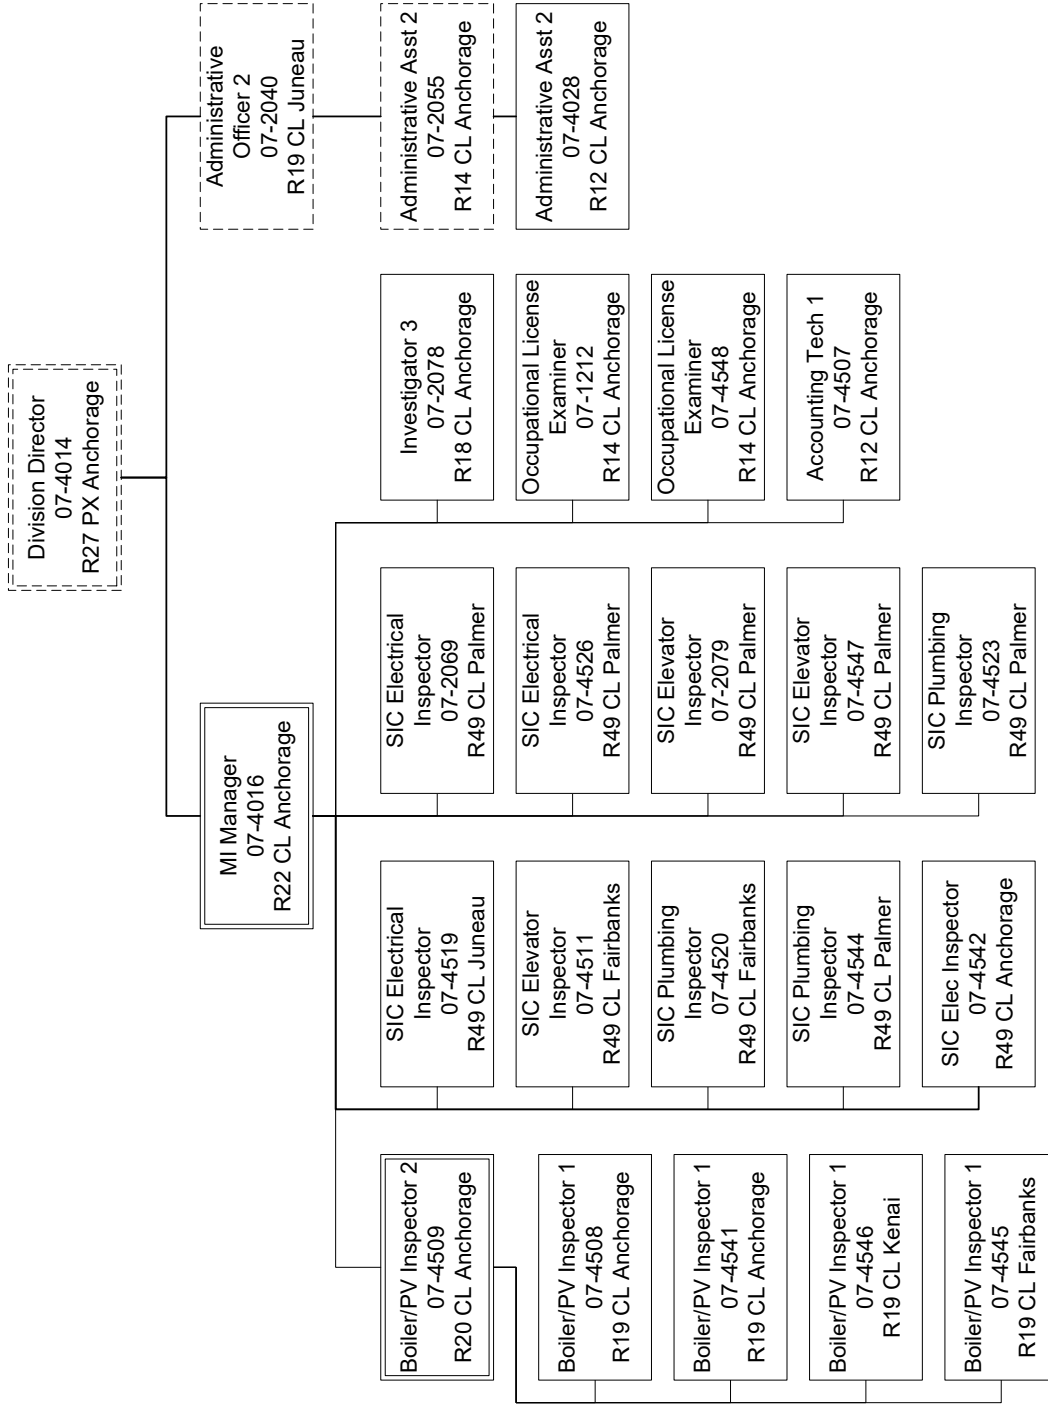 Division Director
07-4014
R27 PX Anchorage
MI Manager
07-4016
R22 CL Anchorage
Administrative
Officer 2
07-2040
R19 CL Juneau
Boiler/PV Inspector 2
07-4509
R20 CL Anchorage
Boiler/PV Inspector 1
07-4508
R19 CL Anchorage
Boiler/PV Inspector 1
07-4541
R19 CL Anchorage
Boiler/PV Inspector 1
07-4546
R19 CL Kenai
Boiler/PV Inspector 1
07-4545
R19 CL Fairbanks
SIC Electrical
Inspector
07-4519
R49 CL Juneau
SIC Elevator
Inspector
07-4511
R49 CL Fairbanks
SIC Plumbing
Inspector
07-4520
R49 CL Fairbanks
SIC Plumbing
Inspector
07-4544
R49 CL Palmer
SIC Elec Inspector
07-4542
R49 CL Anchorage
SIC Electrical
Inspector
07-2069
R49 CL Palmer
SIC Electrical
Inspector
07-4526
R49 CL Palmer
SIC Elevator
Inspector
07-2079
R49 CL Palmer
SIC Elevator
Inspector
07-4547
R49 CL Palmer
SIC Plumbing
Inspector
07-4523
R49 CL Palmer
Investigator 3
07-2078
R18 CL Anchorage
Occupational License
Examiner
07-1212
R14 CL Anchorage
Occupational License
Examiner
07-4548
R14 CL Anchorage
Accounting Tech 1
07-4507
R12 CL Anchorage
Administrative Asst 2
07-2055
R14 CL Anchorage
Administrative Asst 2
07-4028
R12 CL Anchorage